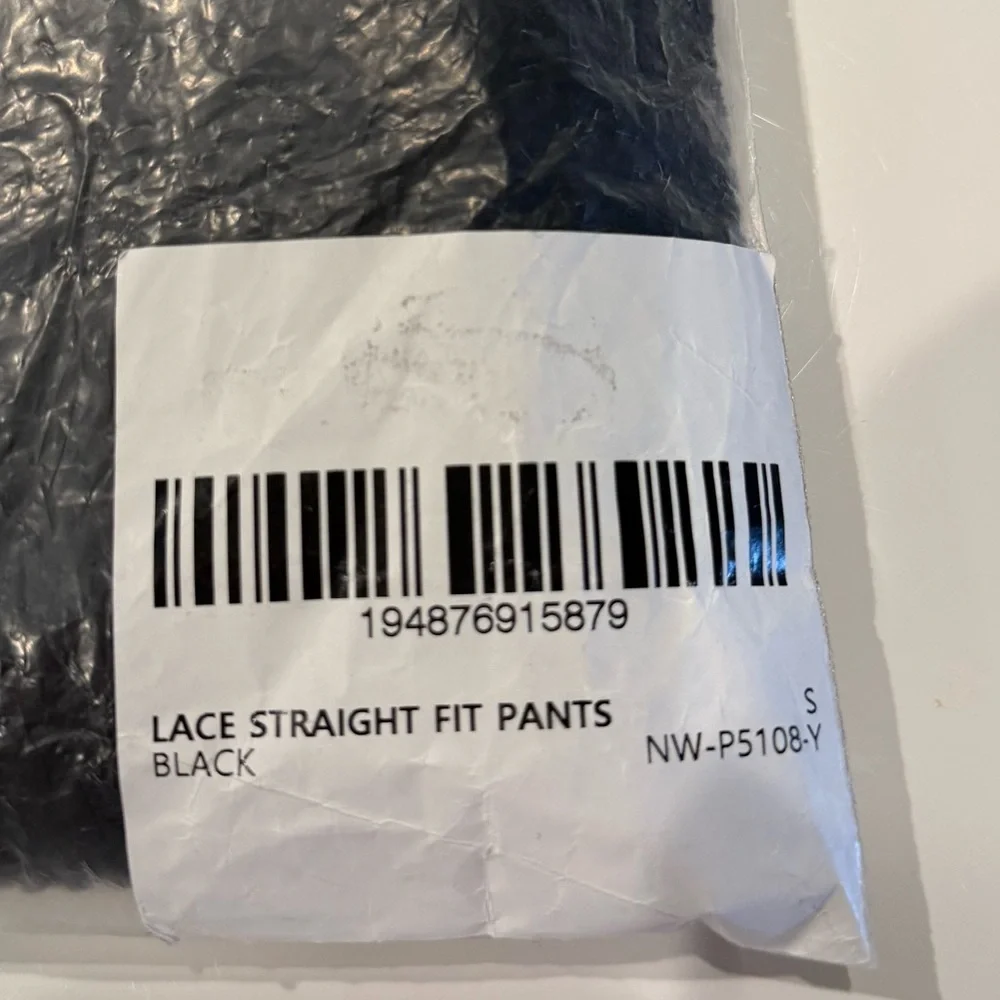 194876915879
LACE STRAIGHT FIT PANTS
S
BLACK
NW-P5108-Y